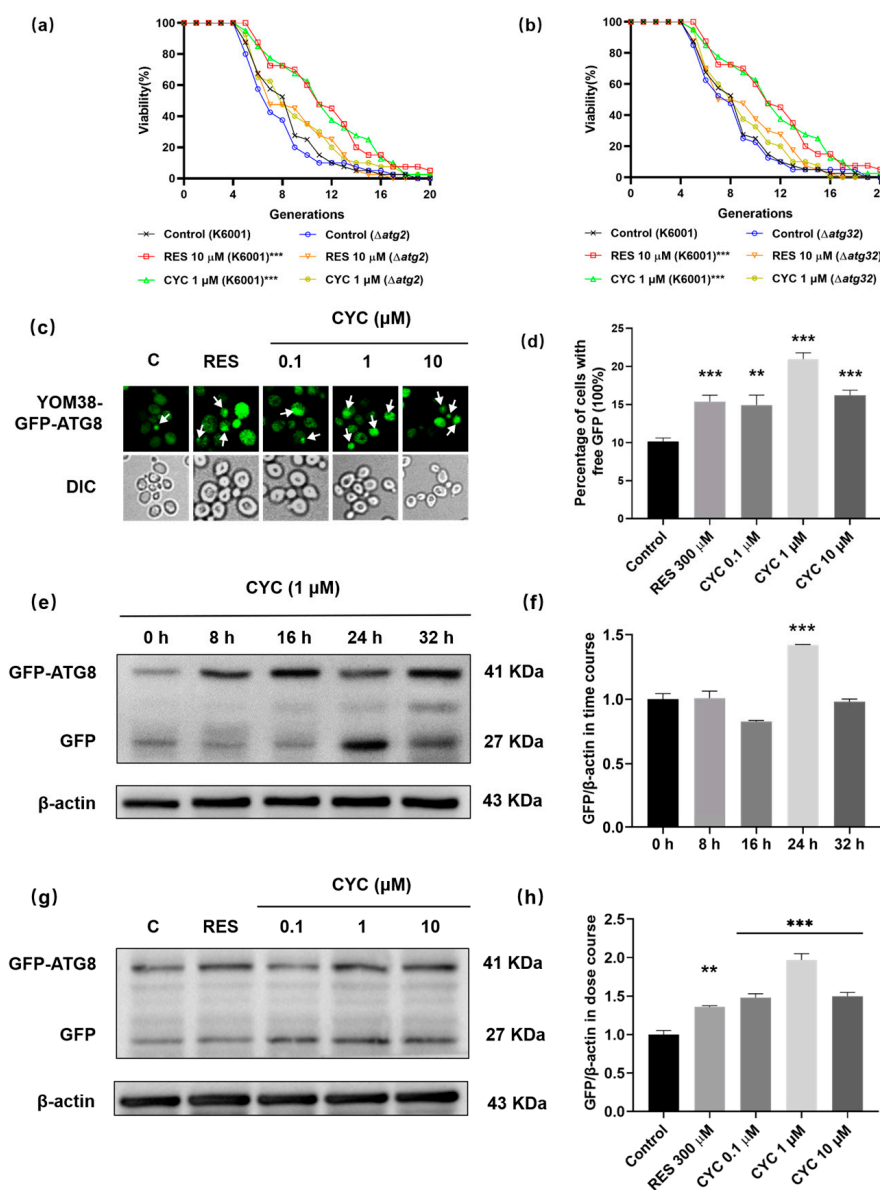 (a)
100
80
60
40
20
0
Viability(%)
0 4 8 12 16 20
Generations
Control (K6001)
RES 10 μM (K6001)***
CYC 1 μM (K6001)***
Control (Δatg2)
RES 10 μM (Δatg2)
CYC 1 μM (Δatg2)
(b)
100
80
60
40
20
0
Viability(%)
0 4 8 12 16 20
Generations
Control (K6001)
RES 10 μM (K6001)***
CYC 1 μM (K6001)***
Control (Δatg32)
RES 10 μM (Δatg32)
CYC 1 μM (Δatg32)
(c)
CYC (μM)
C RES 0.1 1 10
YOM38-
GFP-ATG8
DIC
(d)
25
20
15
10
5
0
Percentage of cells with
free GFP (100%)
*** ** *** ***
Control
RES 300 μM
CYC 0.1 μM
CYC 1 μM
CYC 10 μM
(e)
CYC (1 μM)
0 h 8 h 16 h 24 h 32 h
GFP-ATG8 41 KDa
GFP 27 KDa
β-actin 43 KDa
(f)
1.5
1.0
0.5
0.0
GFP/β-actin in time course
***
0 h 8 h 16 h 24 h 32 h
(g)
CYC (μM)
C RES 0.1 1 10
GFP-ATG8 41 KDa
GFP 27 KDa
β-actin 43 KDa
(h)
2.5
2.0
1.5
1.0
0.5
0.0
GFP/β-actin in dose course
** ***
Control
RES 300 μM
CYC 0.1 μM
CYC 1 μM
CYC 10 μM